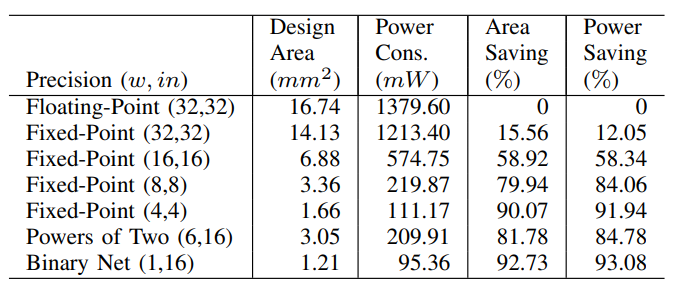 Design Power Area Power
Area Cons. Saving Saving
Precision (w, in) (mm²) (mW) (%) (%)
Floating-Point (32,32) 16.74 1379.60 0 0
Fixed-Point (32,32) 14.13 1213.40 15.56 12.05
Fixed-Point (16,16) 6.88 574.75 58.92 58.34
Fixed-Point (8,8) 3.36 219.87 79.94 84.06
Fixed-Point (4,4) 1.66 111.17 90.07 91.94
Powers of Two (6,16) 3.05 209.91 81.78 84.78
Binary Net (1,16) 1.21 95.36 92.73 93.08